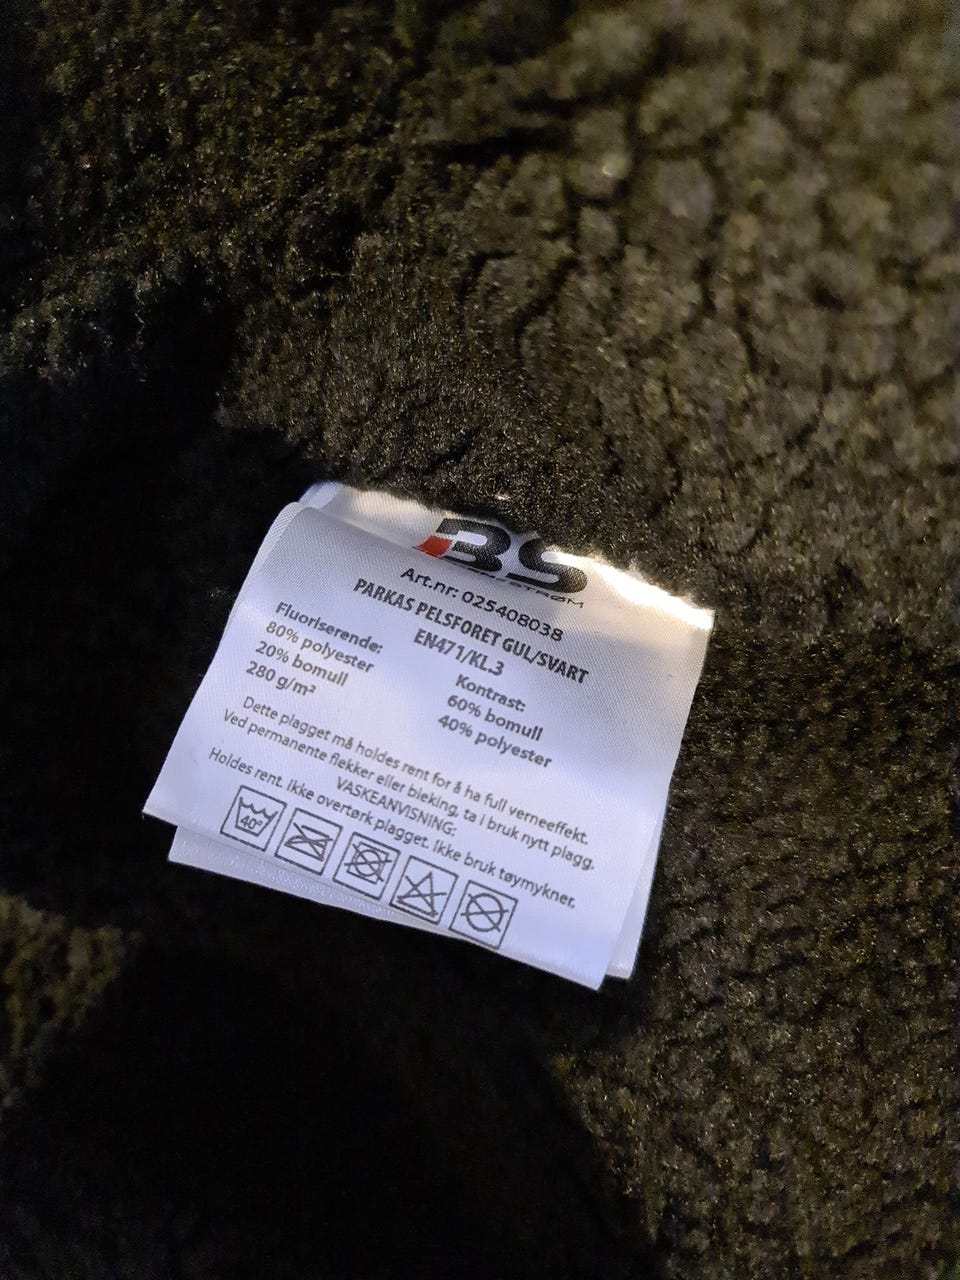 BS
Art.nr: 025408038
PARKAS PELSFORET GUL/SVART
EN471/KL.3
Fluoriserende:
80% polyester
20% bomull
280 g/m²
Kontrast:
60% bomull
40% polyester
Dette plagget må holdes rent for å ha full verneeffekt.
Ved permanente flekker eller bleking, ta i bruk nytt plagg.
VASKEANVISNING:
Holdes rent. Ikke overtørk plagget. Ikke bruk tøymykner.
40°